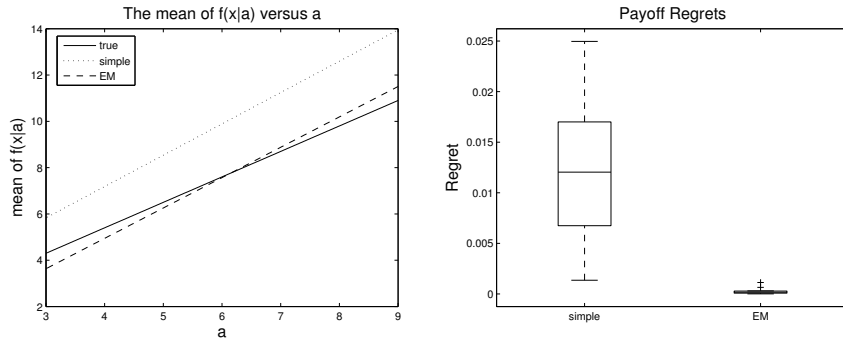 The mean of f(x|a) versus a
14
12
10
8
6
4
2
mean of f(x|a)
true
simple
EM
3 4 5 6 7 8 9
a
Payoff Regrets
0.025
0.02
0.015
0.01
0.005
0
Regret
simple EM